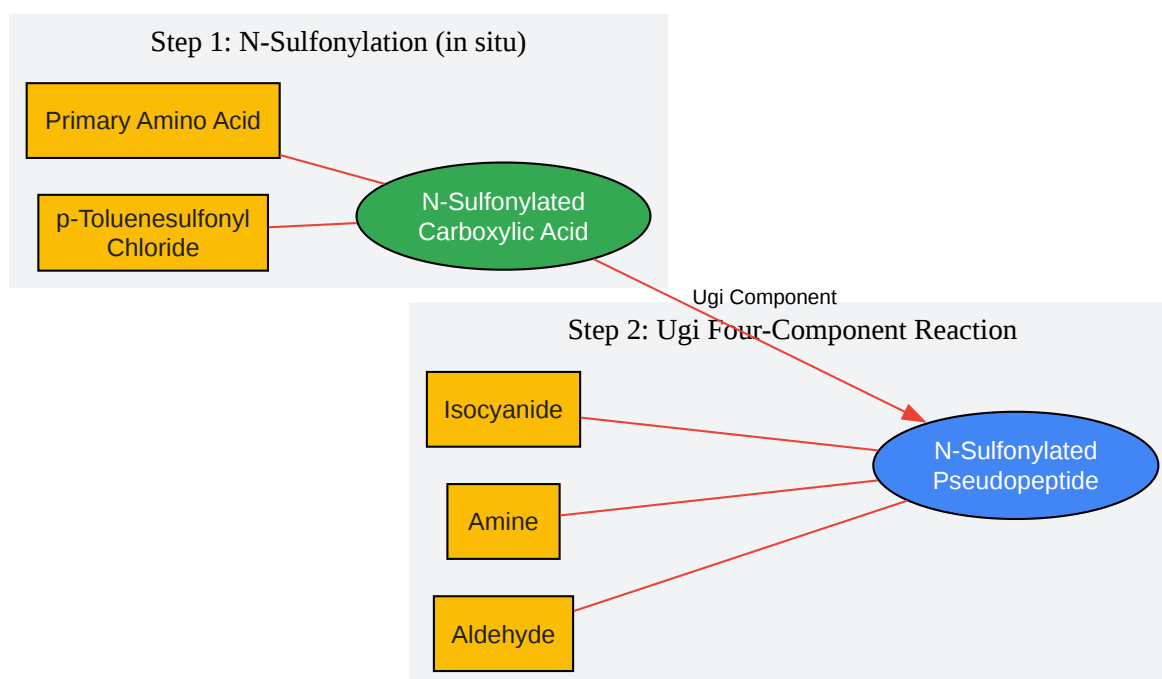 Step 1: N-Sulfonylation (in situ)
Primary Amino Acid
p-Toluenesulfonyl
Chloride
N-Sulfonylated
Carboxylic Acid
Ugi Component
Step 2: Ugi Four-Component Reaction
Isocyanide
Amine
Aldehyde
N-Sulfonylated
Pseudopeptide